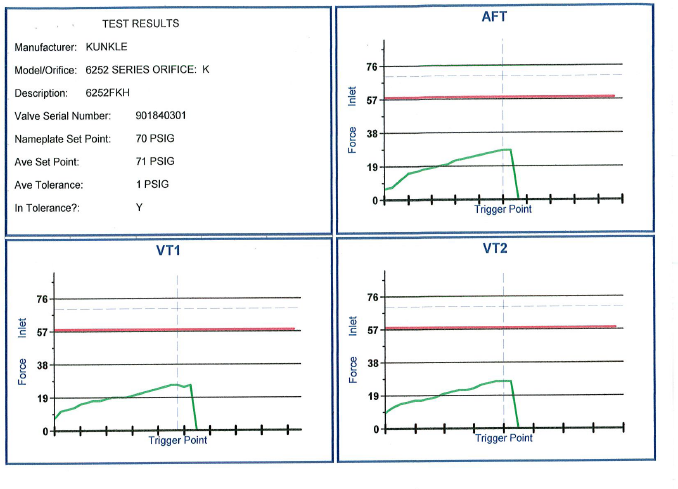 TEST RESULTS
Manufacturer: KUNKLE
Model/Orifice: 6252 SERIES ORIFICE: K
Description: 6252FKH
Valve Serial Number: 901840301
Nameplate Set Point: 70 PSIG
Ave Set Point: 71 PSIG
Ave Tolerance: 1 PSIG
In Tolerance?: Y
AFT
76
57
38
19
0
Force Inlet
Trigger Point
VT1
76
57
38
19
0
Force Inlet
Trigger Point
VT2
76
57
38
19
0
Force Inlet
Trigger Point